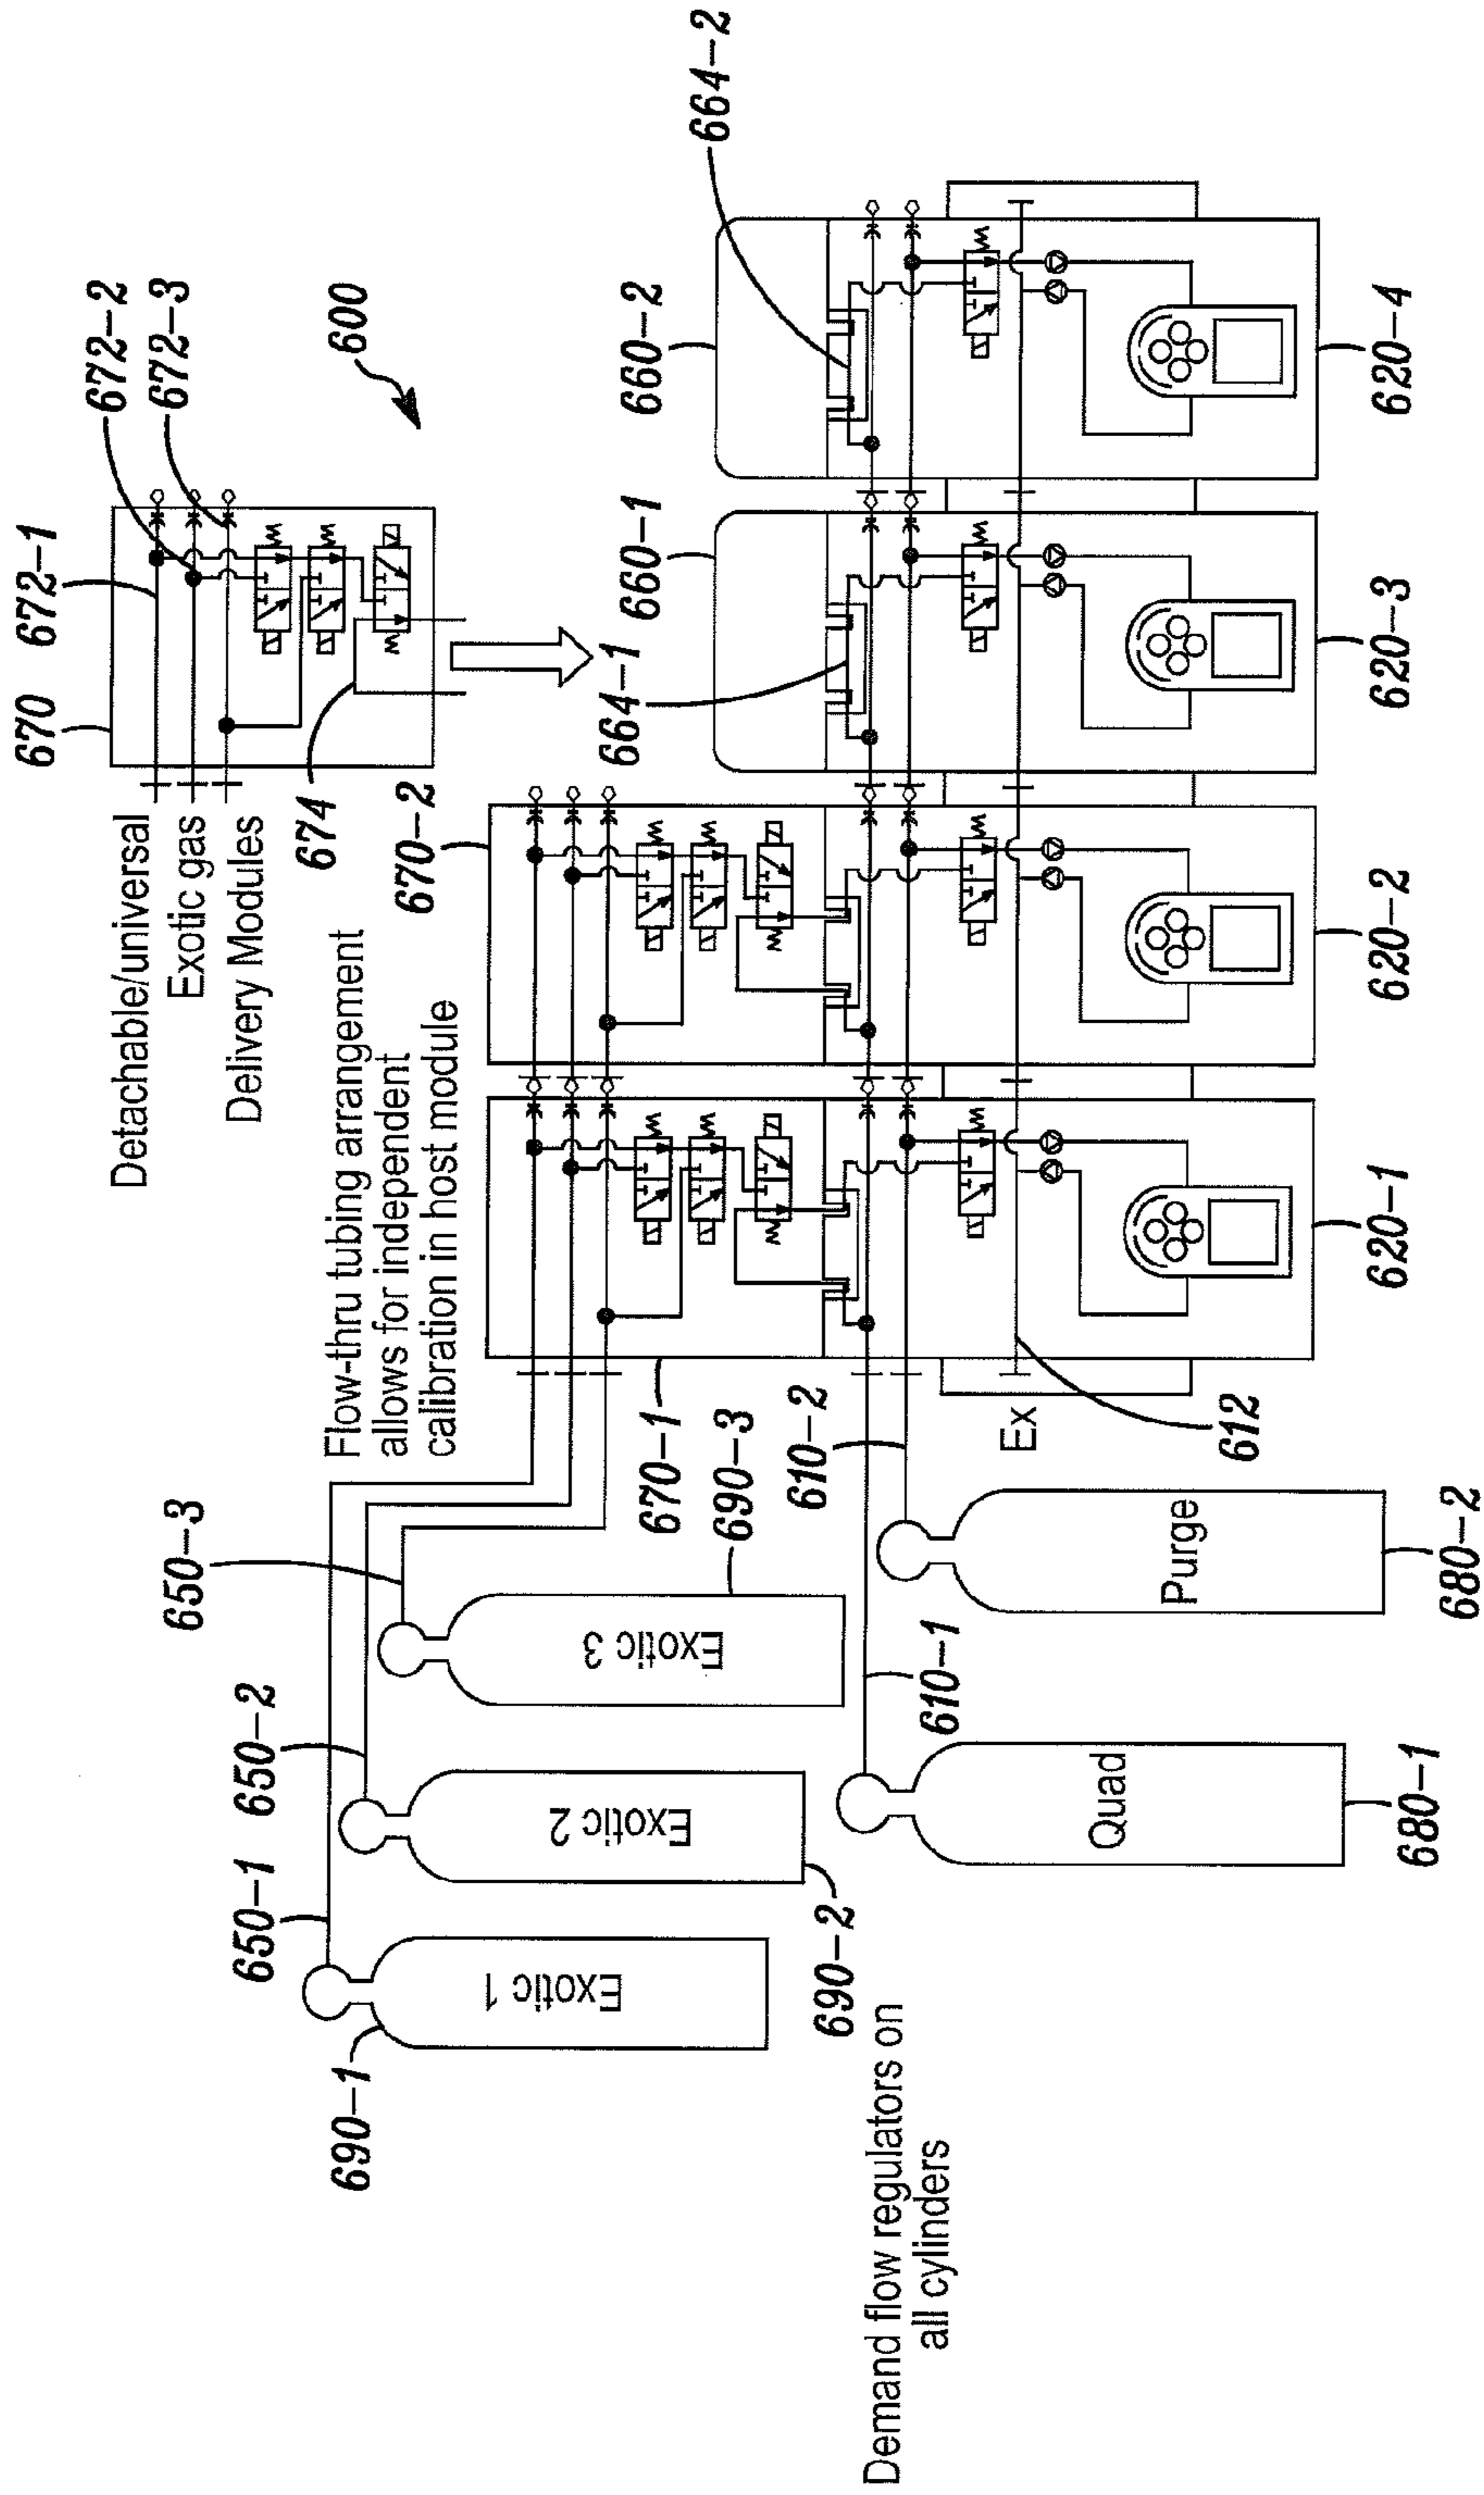 670
672-1
672-2
672-3
600
Detachable/universal
Exotic gas
Delivery Modules
674
670-2
664-1
660-1
660-2
664-2
Flow-thru tubing arrangement
allows for independent
calibration in host module
650-3
650-2
650-1
670-1
690-3
610-2
Ex
612
620-1
620-2
620-3
620-4
Exotic 1
Exotic 2
Exotic 3
690-1
690-2
610-1
Quad
Purge
680-1
680-2
Demand flow regulators on
all cylinders